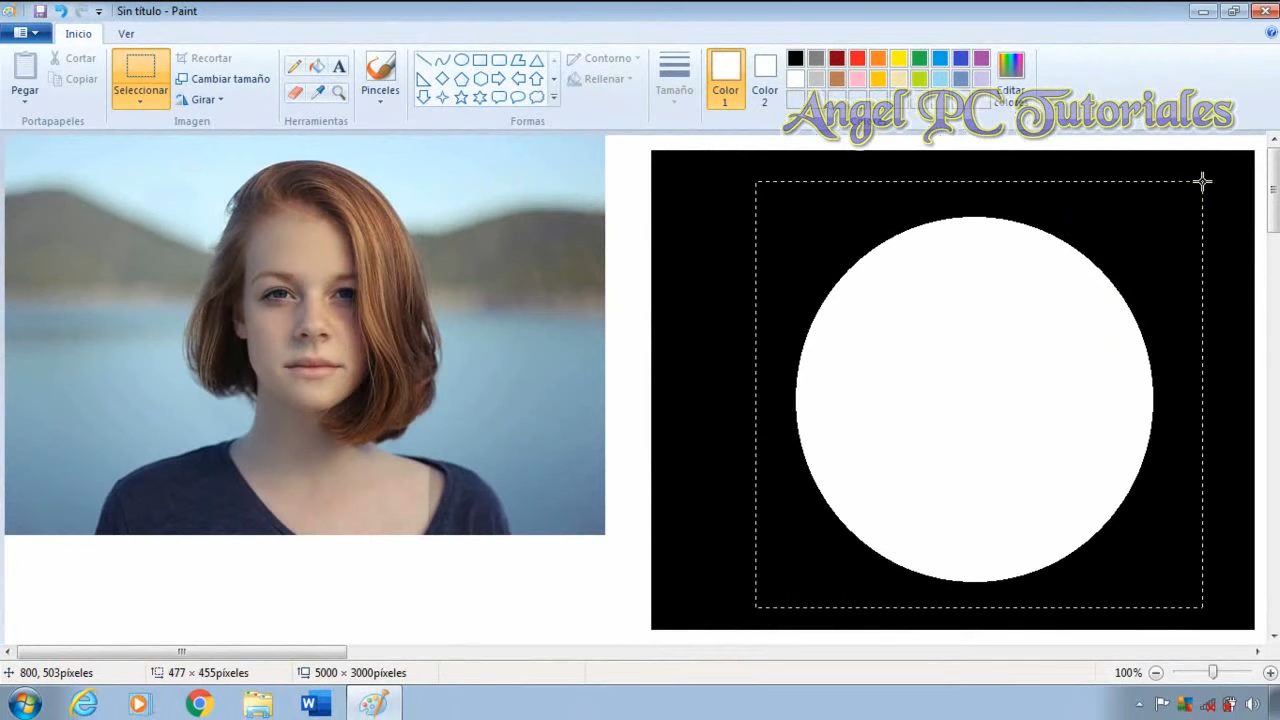 Sin título - Paint
Inicio
Ver
Pegar
Cortar
Copiar
Portapapeles
Seleccionar
Recortar
Cambiar tamaño
Girar
Imagen
A
Herramientas
Pinceles
Contorno
Rellenar
Formas
Tamaño
Color
1
Color
2
Editar
Angel PC Tutoriales
800, 503píxeles
477 × 455píxeles
5000 × 3000píxeles
100%